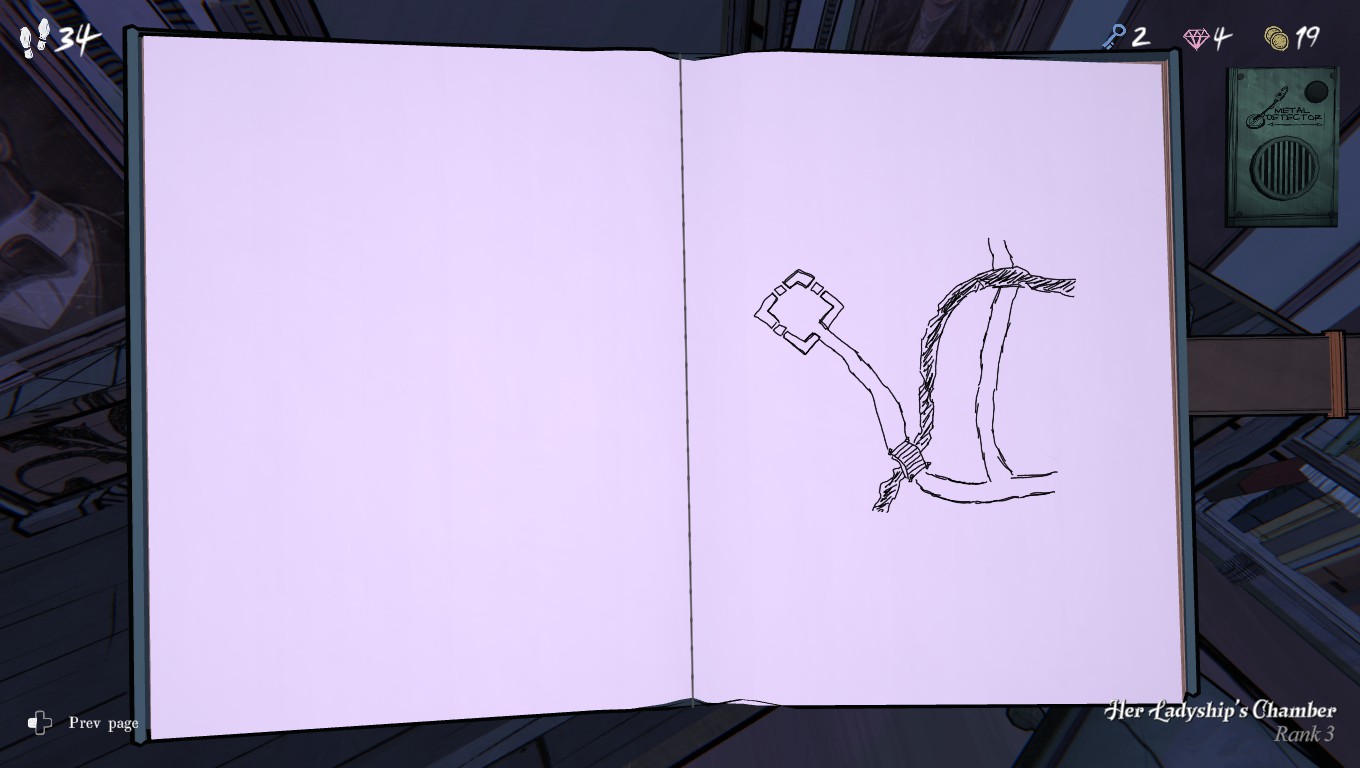 34
2 4 19
METAL
DETECTOR
Prev page
Her Ladyship's Chamber
Rank 3